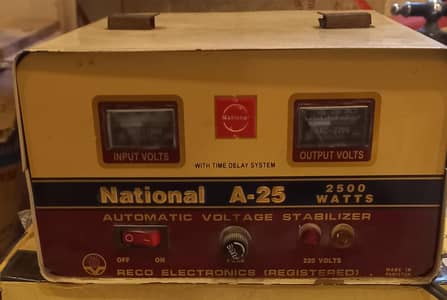 National
INPUT VOLTS
OUTPUT VOLTS
WITH TIME DELAY SYSTEM
National A-25 2500 WATTS
AUTOMATIC VOLTAGE STABILIZER
OFF ON
220 VOLTS
MADE IN PAKISTAN
RECO ELECTRONICS (REGISTERED)